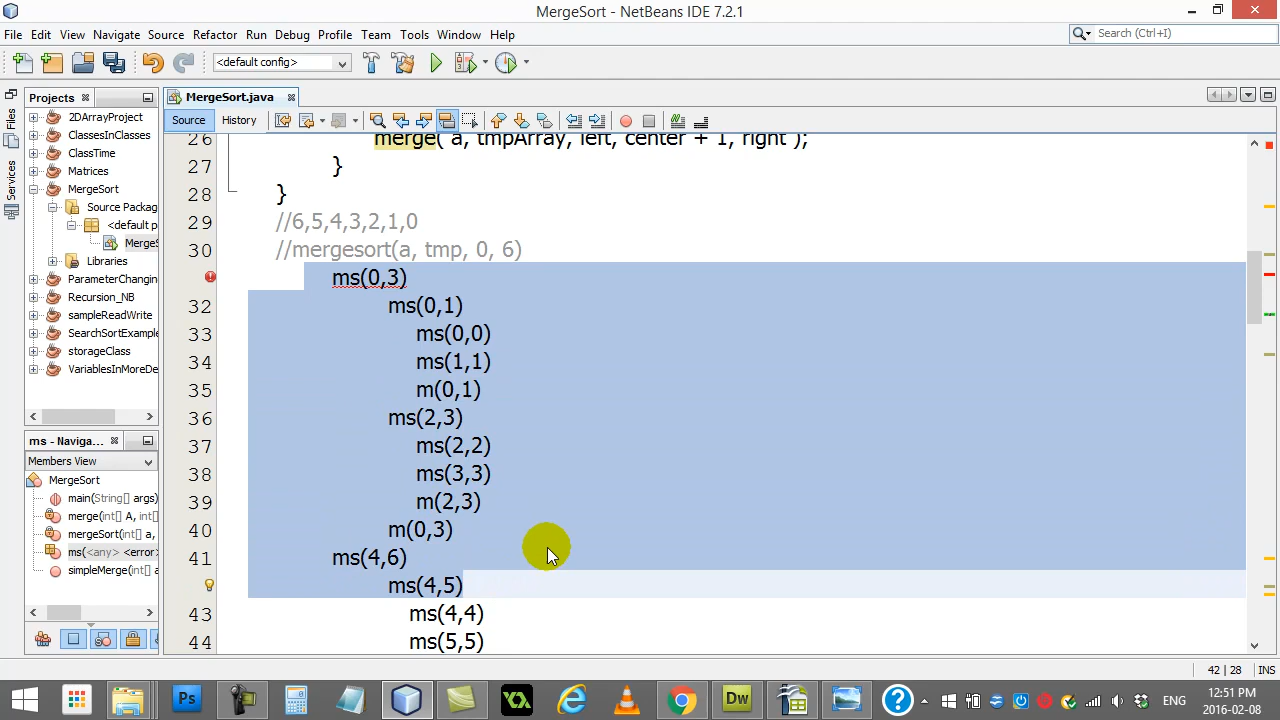 MergeSort - NetBeans IDE 7.2.1
File Edit View Navigate Source Refactor Run Debug Profile Team Tools Window Help
Search (Ctrl+I)
<default config>
Files
Services
Projects
2DArrayProject
ClassesInClasses
ClassTime
Matrices
MergeSort
Source Packag
<default p
MergeS
Libraries
ParameterChanging
Recursion_NB
sampleReadWrite
SearchSortExample
storageClass
VariablesInMoreDe
ms - Naviga...
Members View
MergeSort
main(String[] args)
merge(int[] A, int[]
mergeSort(int[] a,
ms(<any> <error>
simpleMerge(int[] a
MergeSort.java
Source History
26 merge( a, tmpArray, left, center + 1, right );
27 }
28 }
29 //6,5,4,3,2,1,0
30 //mergesort(a, tmp, 0, 6)
ms(0,3)
32 ms(0,1)
33 ms(0,0)
34 ms(1,1)
35 m(0,1)
36 ms(2,3)
37 ms(2,2)
38 ms(3,3)
39 m(2,3)
40 m(0,3)
41 ms(4,6)
ms(4,5)
43 ms(4,4)
44 ms(5,5)
42 | 28 INS
Ps
Dw
ENG
12:51 PM
2016-02-08